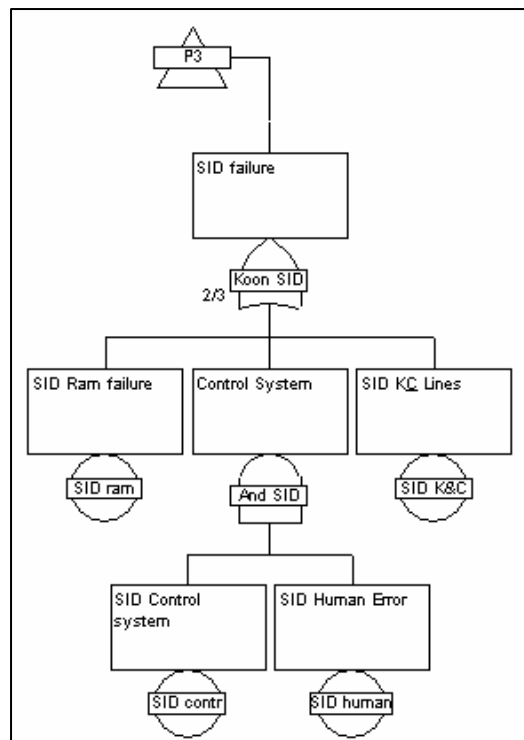 P3
SID failure
Koon SID
2/3
SID Ram failure
Control System
SID KC Lines
SID ram
And SID
SID K&C
SID Control
system
SID Human Error
SID contr
SID human